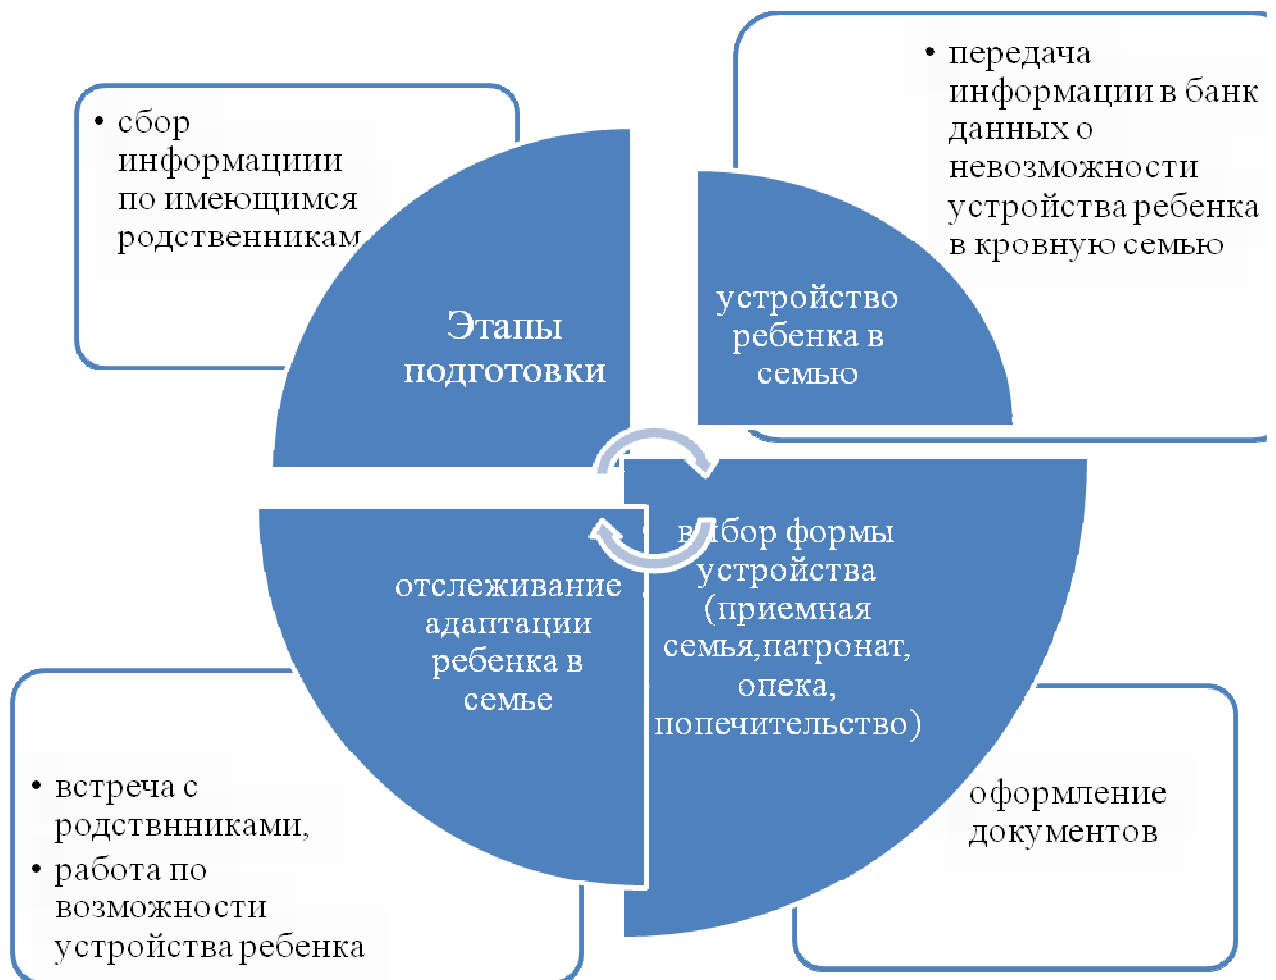 • сбор
информациии
по имеющимся
родственникам
• передача
информации в банк
данных о
невозможности
устройства ребенка
в кровную семью
Этапы
подготовки
устройство
ребенка в
семью
отслеживание
адаптации
ребенка в
семье
выбор формы
устройства
(приемная
семья,патронат,
опека,
попечительство)
• встреча с
родствнниками,
• работа по
возможности
устройства ребенка
оформление
документов